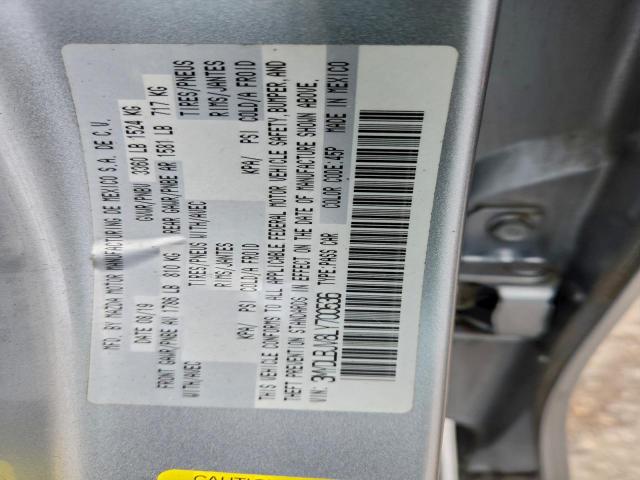 MFD. BY MAZDA MOTOR MANUFACTURING DE MEXICO S.A. DE C.V.
DATE 08/19 GVWR/PNBV 3360 LB 1524 KG
FRONT GAWR/PNBE AV 1786 LB 810 KG REAR GAWR/PNBE AR 1581 LB 717 KG
WITH/AVEC TIRES/PNEUS WITH/AVEC TIRES/PNEUS
RIMS/JANTES RIMS/JANTES
KPA/ PSI COLD/A FROID KPA/ PSI COLD/A FROID
THIS VEHICLE CONFORMS TO ALL APPLICABLE FEDERAL MOTOR VEHICLE SAFETY, BUMPER, AND
THEFT PREVENTION STANDARDS IN EFFECT ON THE DATE OF MANUFACTURE SHOWN ABOVE.
3MYDLBJV8LY700535 COLOR CODE: 45P MADE IN MEXICO
VIN: TYPE: PASS CAR
CAUTION